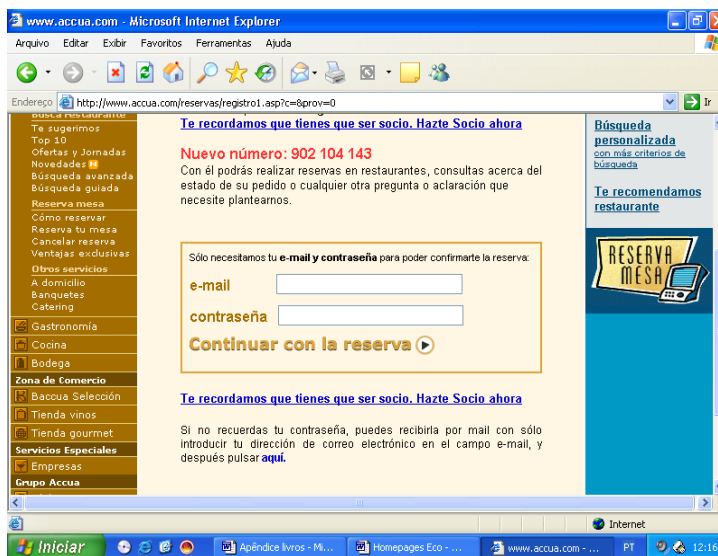 www.accua.com - Microsoft Internet Explorer
Arquivo Editar Exibir Favoritos Ferramentas Ajuda
Endereço http://www.accua.com/reservas/registro1.asp?c=&prov=0 Ir
Busca restaurante
Te sugerimos
Top 10
Ofertas y Jornadas
Novedades
Búsqueda avanzada
Búsqueda guiada
Reserva mesa
Cómo reservar
Reserva tu mesa
Cancelar reserva
Ventajas exclusivas
Otros servicios
A domicilio
Banquetes
Catering
Gastronomía
Cocina
Bodega
Zona de Comercio
Baccua Selección
Tienda vinos
Tienda gourmet
Servicios Especiales
Empresas
Grupo Accua
Te recordamos que tienes que ser socio. Hazte Socio ahora
Nuevo número: 902 104 143
Con él podrás realizar reservas en restaurantes, consultas acerca del
estado de su pedido o cualquier otra pregunta o aclaración que
necesite plantearnos.
Sólo necesitamos tu e-mail y contraseña para poder confirmarte la reserva:
e-mail
contraseña
Continuar con la reserva
Te recordamos que tienes que ser socio. Hazte Socio ahora
Si no recuerdas tu contraseña, puedes recibirla por mail con sólo
introducir tu dirección de correo electrónico en el campo e-mail, y
después pulsar aquí.
Búsqueda
personalizada
con más criterios de
búsqueda
Te recomendamos
restaurante
RESERVA
MESA
Internet
Iniciar Apêndice livros - Mi... Homepages Eco - ... www.accua.com - ... PT 12:16